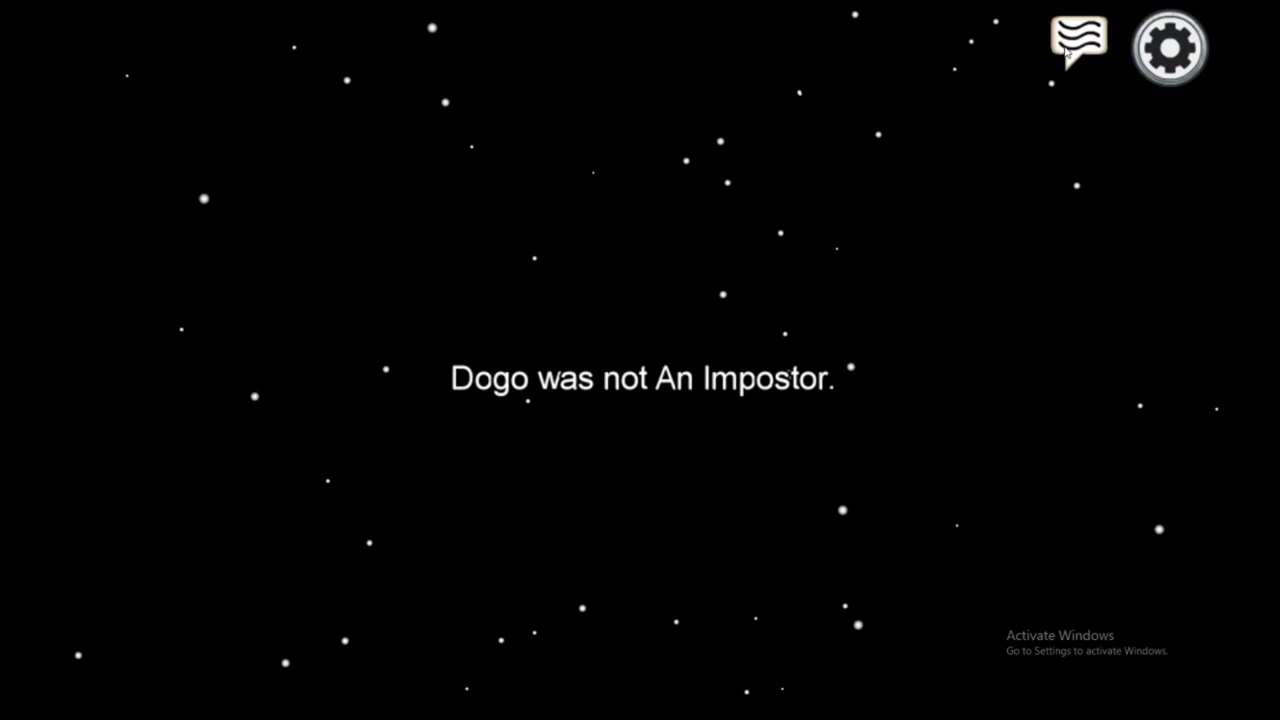 Dogo was not An Impostor.
Activate Windows
Go to Settings to activate Windows.